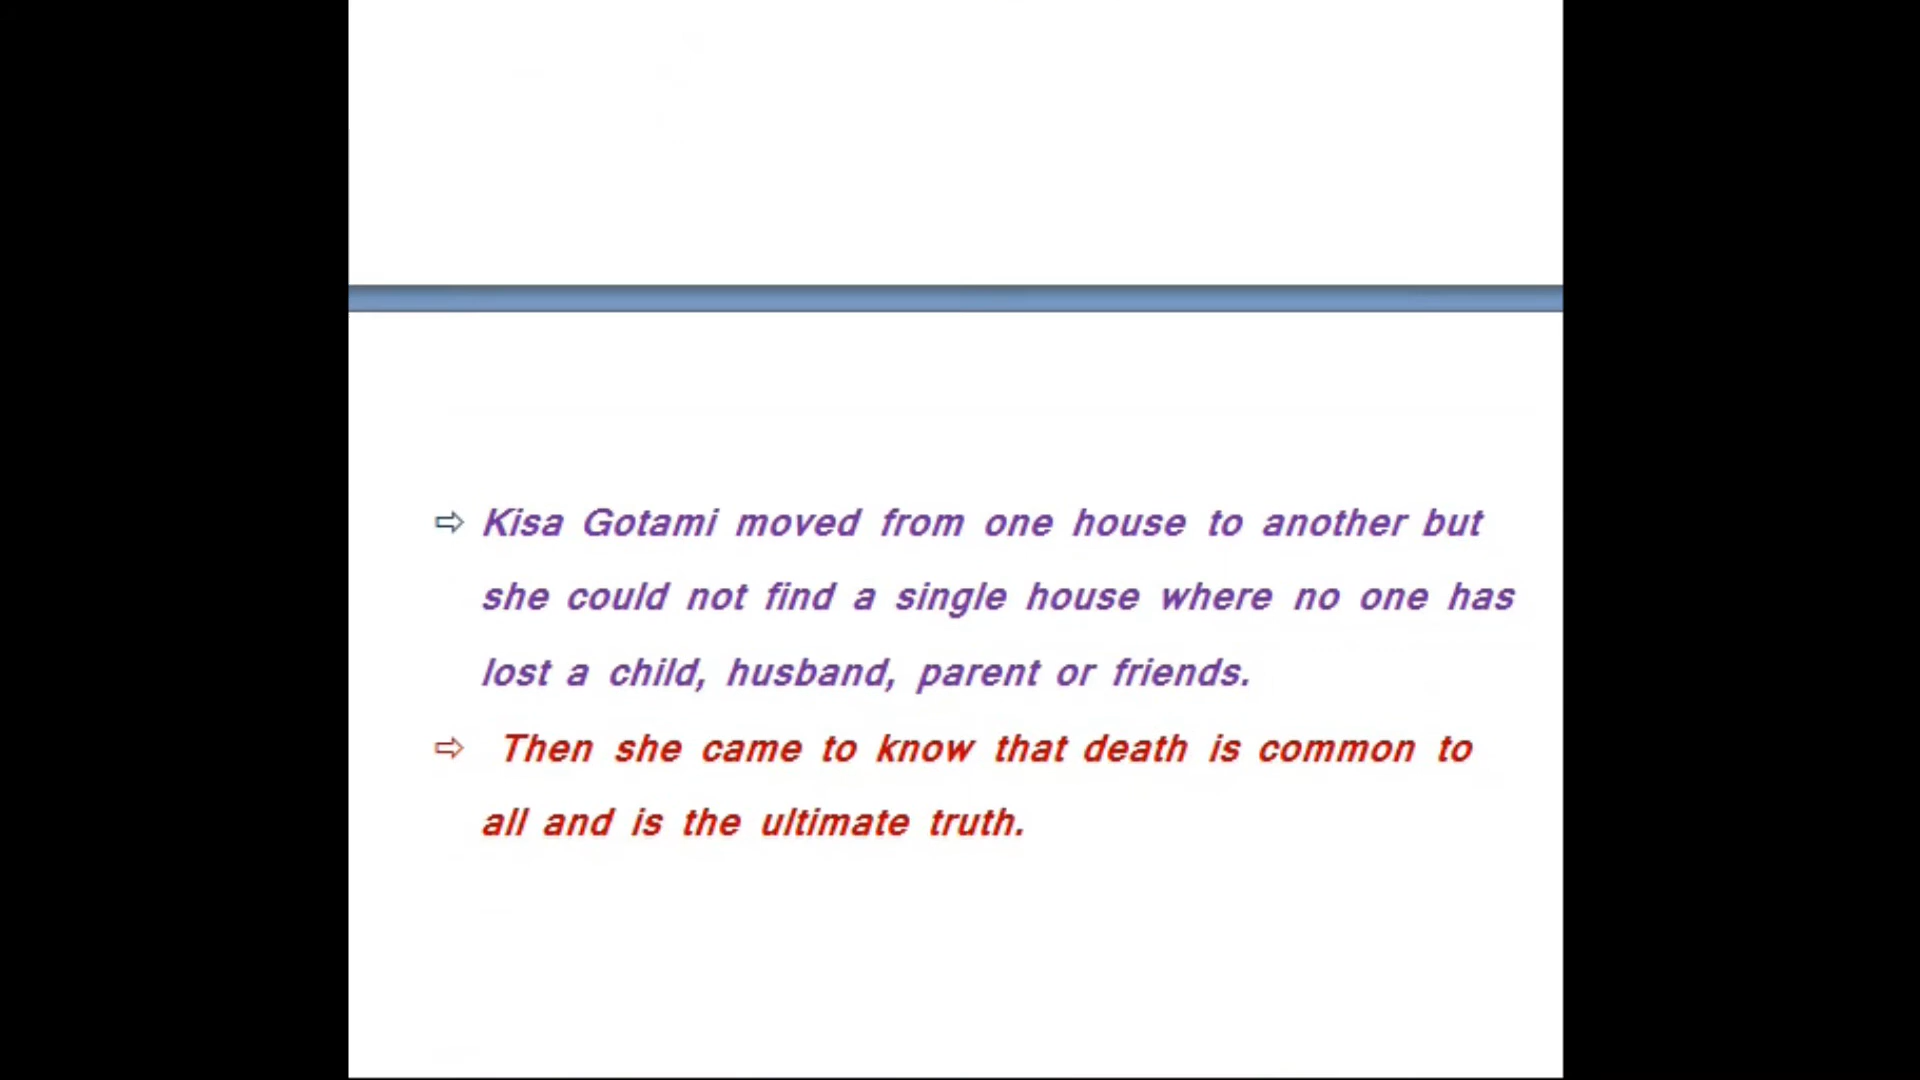 ⇨ Kisa Gotami moved from one house to another but
she could not find a single house where no one has
lost a child, husband, parent or friends.
⇨ Then she came to know that death is common to
all and is the ultimate truth.